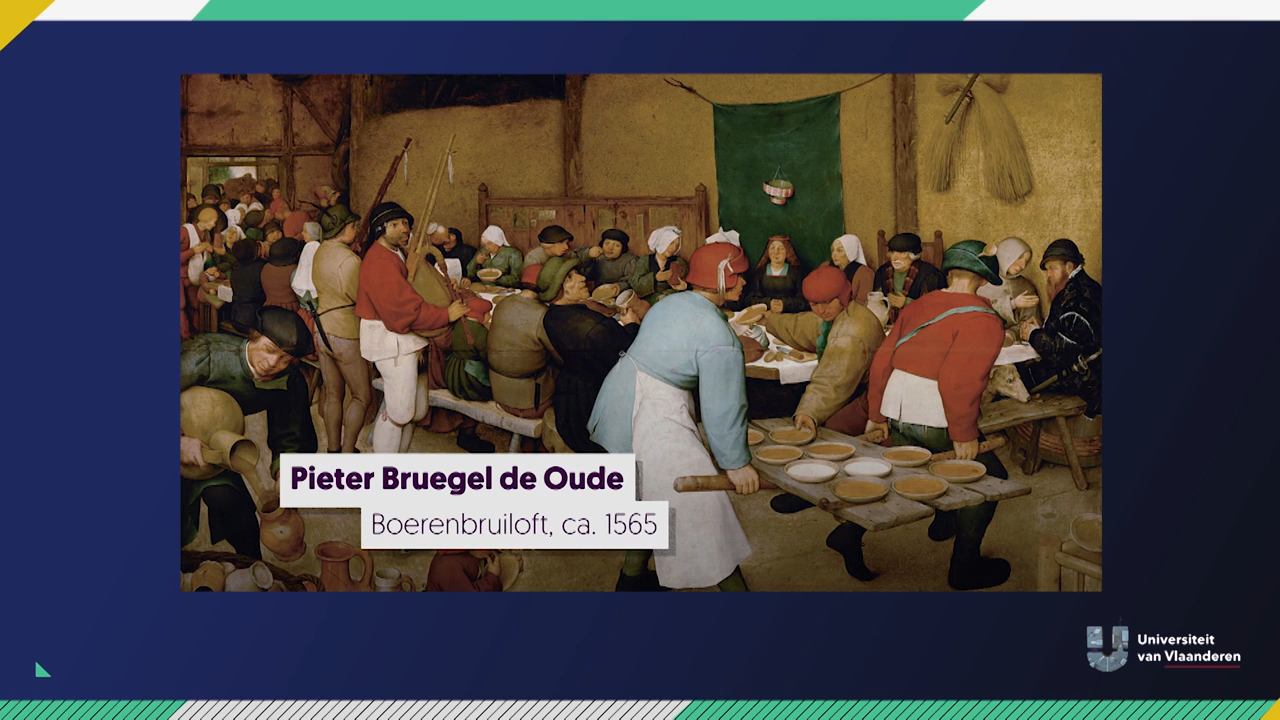 Pieter Bruegel de Oude
Boerenbruiloft, ca. 1565
Universiteit
van Vlaanderen